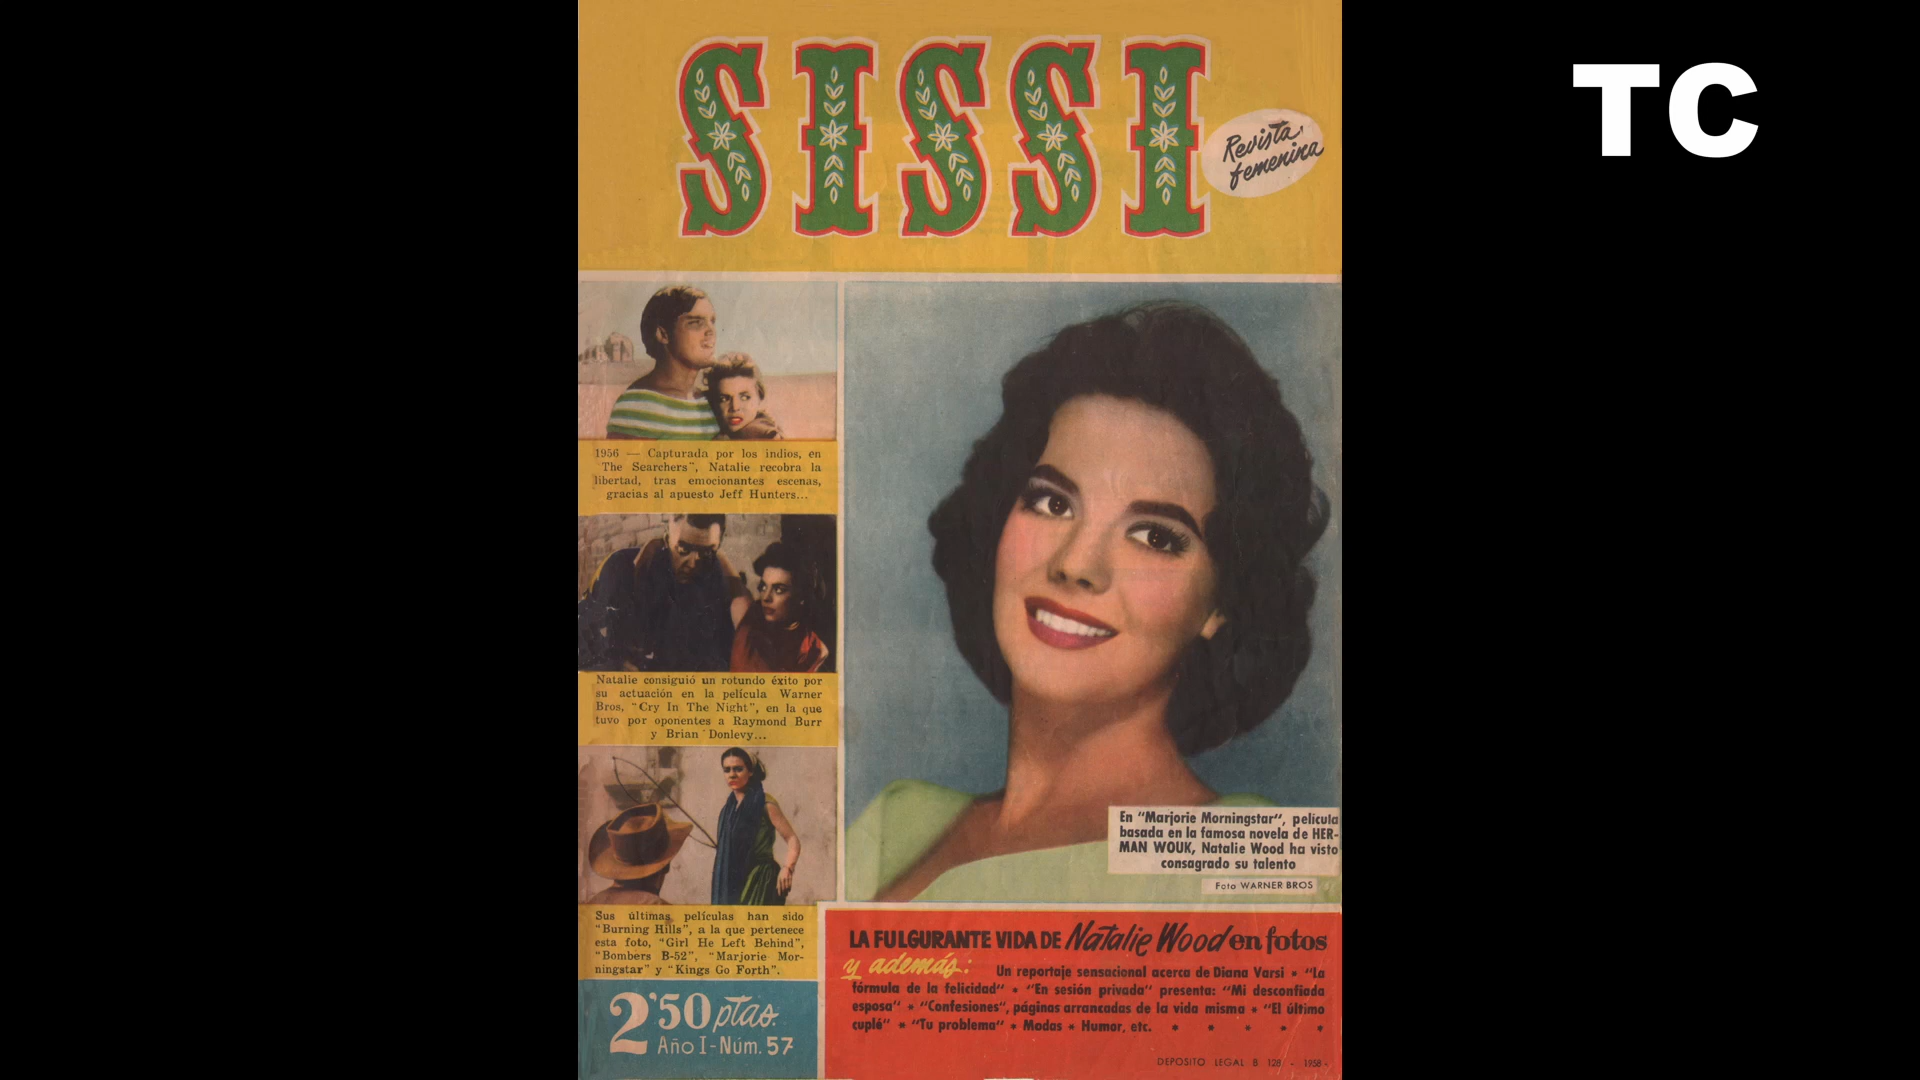 SISSI
Revista
femenina
TC
1956 — Capturada por los indios, en
The Searchers", Natalie recobra la
libertad, tras emocionantes escenas,
gracias al apuesto Jeff Hunters...
Natalie consiguió un rotundo éxito por
su actuación en la película Warner
Bros, "Cry In The Night", en la que
tuvo por oponentes a Raymond Burr
y Brian Donlevy...
Sus últimas películas han sido
"Burning Hills", a la que pertenece
esta foto, "Girl He Left Behind",
"Bombers B-52", "Marjorie Mor-
ningstar" y "Kings Go Forth".
2'50 ptas.
Año I-Núm. 57
En "Marjorie Morningstar", película
basada en la famosa novela de HER-
MAN WOUK, Natalie Wood ha visto
consagrado su talento
Foto WARNER BROS
LA FULGURANTE VIDA DE Natalie Wood en fotos
y además: Un reportaje sensacional acerca de Diana Varsi * "La
fórmula de la felicidad" * "En sesión privada" presenta: "Mi desconfiada
esposa" * "Confesiones", páginas arrancadas de la vida misma * "El último
cuplé" * "Tu problema" * Modas * Humor, etc. * * * * *
DEPOSITO LEGAL B 128 - 1958 -